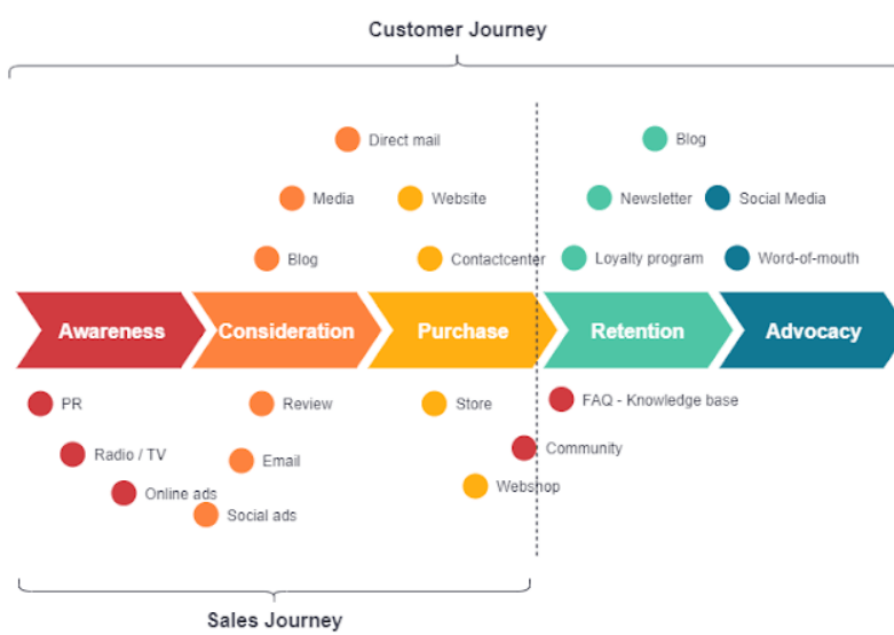 Customer Journey
Direct mail
Blog
Media
Website
Newsletter
Social Media
Blog
Contactcenter
Loyalty program
Word-of-mouth
Awareness
Consideration
Purchase
Retention
Advocacy
PR
Review
Store
FAQ - Knowledge base
Radio / TV
Email
Community
Online ads
Webshop
Social ads
Sales Journey